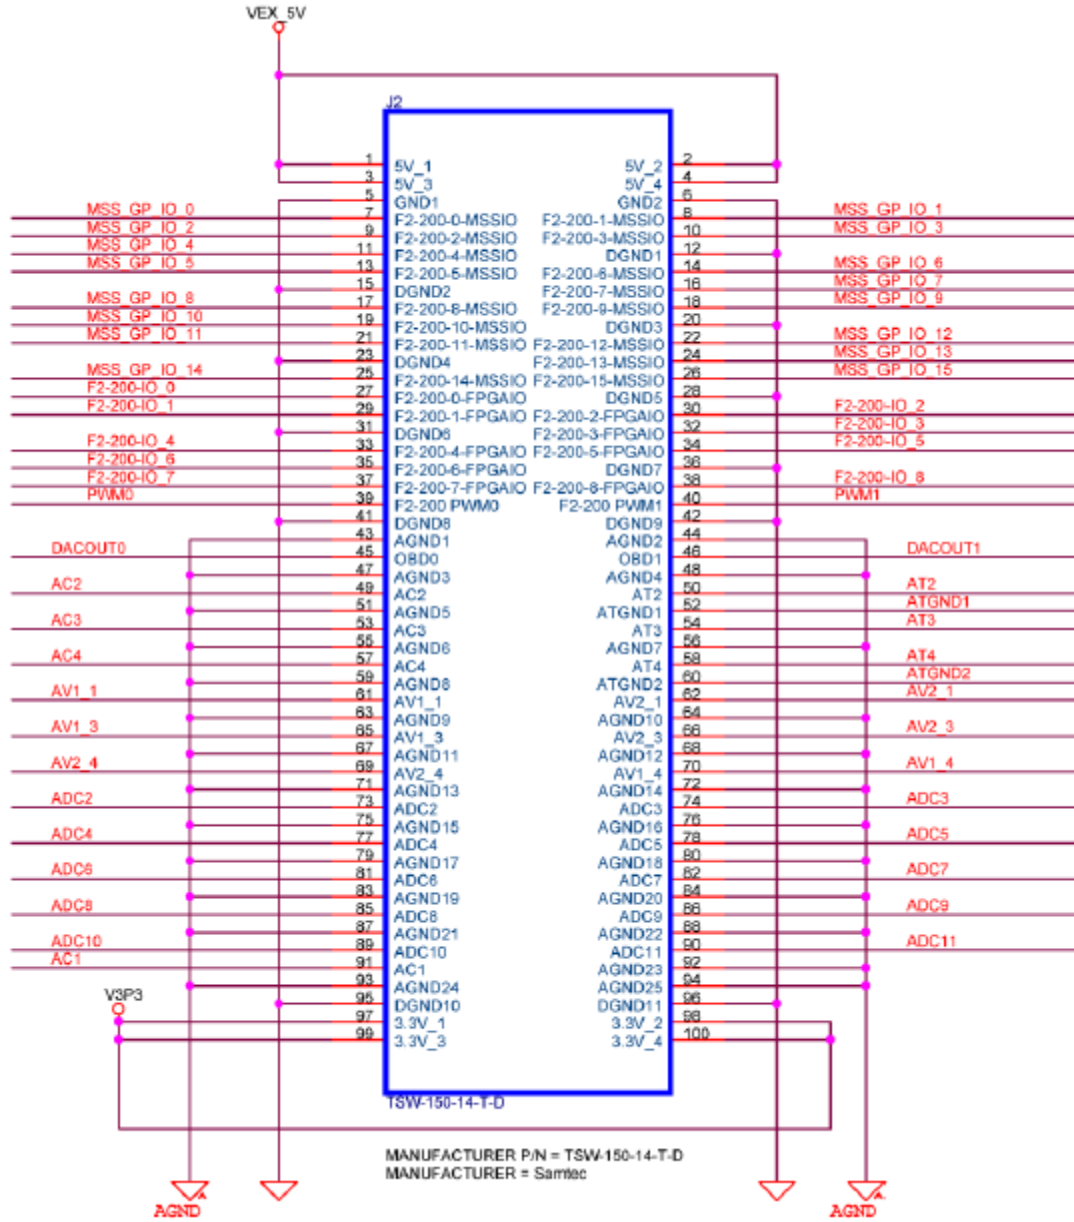 VEX_5V
J2
1 5V_1 5V_2 2
3 5V_3 5V_4 4
5 GND1 GND2 6
MSS_GP_IO_0 7 F2-200-0-MSSIO F2-200-1-MSSIO 8 MSS_GP_IO_1
MSS_GP_IO_2 9 F2-200-2-MSSIO F2-200-3-MSSIO 10 MSS_GP_IO_3
MSS_GP_IO_4 11 F2-200-4-MSSIO DGND1 12
MSS_GP_IO_5 13 F2-200-5-MSSIO F2-200-6-MSSIO 14 MSS_GP_IO_6
15 DGND2 F2-200-7-MSSIO 16 MSS_GP_IO_7
MSS_GP_IO_8 17 F2-200-8-MSSIO F2-200-9-MSSIO 18 MSS_GP_IO_9
MSS_GP_IO_10 19 F2-200-10-MSSIO DGND3 20
MSS_GP_IO_11 21 F2-200-11-MSSIO F2-200-12-MSSIO 22 MSS_GP_IO_12
23 DGND4 F2-200-13-MSSIO 24 MSS_GP_IO_13
MSS_GP_IO_14 25 F2-200-14-MSSIO F2-200-15-MSSIO 26 MSS_GP_IO_15
F2-200-IO_0 27 F2-200-0-FPGAIO DGND5 28
F2-200-IO_1 29 F2-200-1-FPGAIO F2-200-2-FPGAIO 30 F2-200-IO_2
31 DGND6 F2-200-3-FPGAIO 32 F2-200-IO_3
F2-200-IO_4 33 F2-200-4-FPGAIO F2-200-5-FPGAIO 34 F2-200-IO_5
F2-200-IO_6 35 F2-200-6-FPGAIO DGND7 36
F2-200-IO_7 37 F2-200-7-FPGAIO F2-200-8-FPGAIO 38 F2-200-IO_8
PWM0 39 F2-200 PWM0 F2-200 PWM1 40 PWM1
41 DGND8 DGND9 42
43 AGND1 AGND2 44
DACOUT0 45 OBD0 OBD1 46 DACOUT1
47 AGND3 AGND4 48
AC2 49 AC2 AT2 50 AT2
51 AGND5 ATGND1 52 ATGND1
AC3 53 AC3 AT3 54 AT3
55 AGND6 AGND7 56
AC4 57 AC4 AT4 58 AT4
59 AGND8 ATGND2 60 ATGND2
AV1_1 61 AV1_1 AV2_1 62 AV2_1
63 AGND9 AGND10 64
AV1_3 65 AV1_3 AV2_3 66 AV2_3
67 AGND11 AGND12 68
AV2_4 69 AV2_4 AV1_4 70 AV1_4
71 AGND13 AGND14 72
ADC2 73 ADC2 ADC3 74 ADC3
75 AGND15 AGND16 76
ADC4 77 ADC4 ADC5 78 ADC5
79 AGND17 AGND18 80
ADC6 81 ADC6 ADC7 82 ADC7
83 AGND19 AGND20 84
ADC8 85 ADC8 ADC9 86 ADC9
87 AGND21 AGND22 88
ADC10 89 ADC10 ADC11 90 ADC11
AC1 91 AC1 AGND23 92
93 AGND24 AGND25 94
V3P3 95 DGND10 DGND11 96
97 3.3V_1 3.3V_2 98
99 3.3V_3 3.3V_4 100
TSW-150-14-T-D
MANUFACTURER P/N = TSW-150-14-T-D
MANUFACTURER = Samtec
A A
AGND AGND